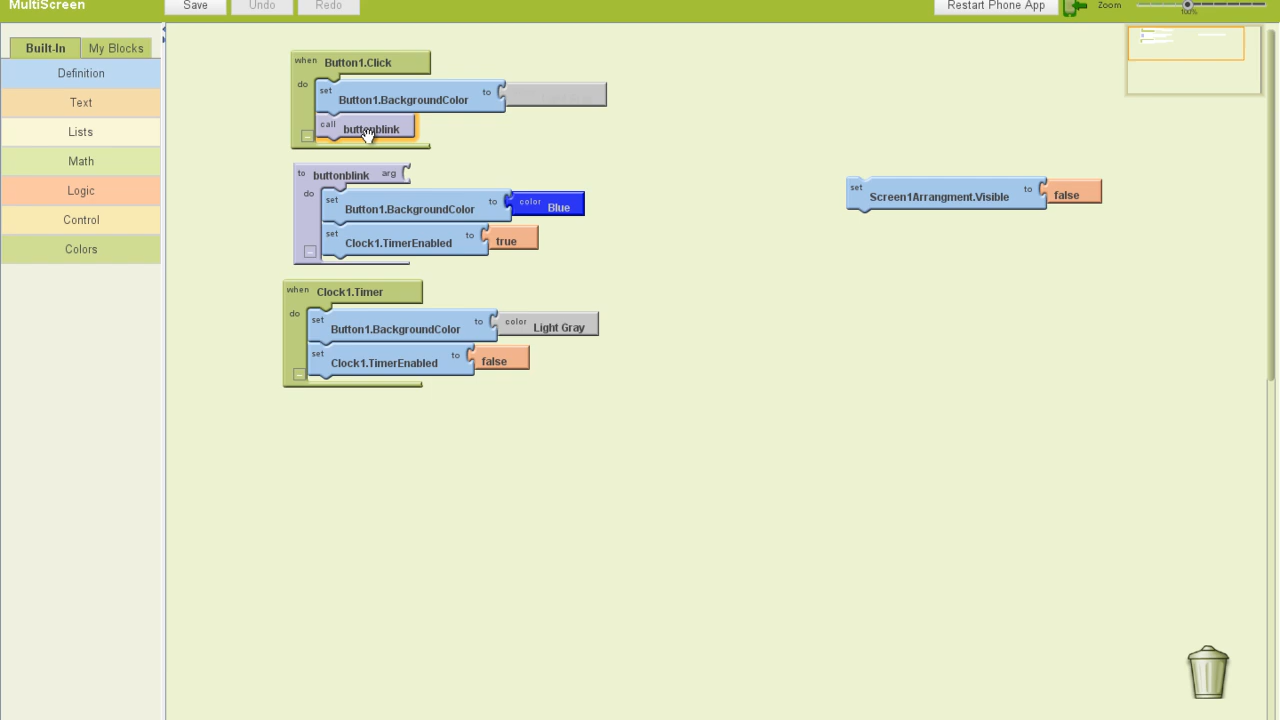 MultiScreen
Save
Undo
Redo
Restart Phone App
Zoom
100%
Built-In
My Blocks
Definition
Text
Lists
Math
Logic
Control
Colors
when Button1.Click
do
set Button1.BackgroundColor to
call buttonblink
to buttonblink arg
do
set Button1.BackgroundColor to color Blue
set Clock1.TimerEnabled to true
when Clock1.Timer
do
set Button1.BackgroundColor to color Light Gray
set Clock1.TimerEnabled to false
set Screen1Arrangment.Visible to false